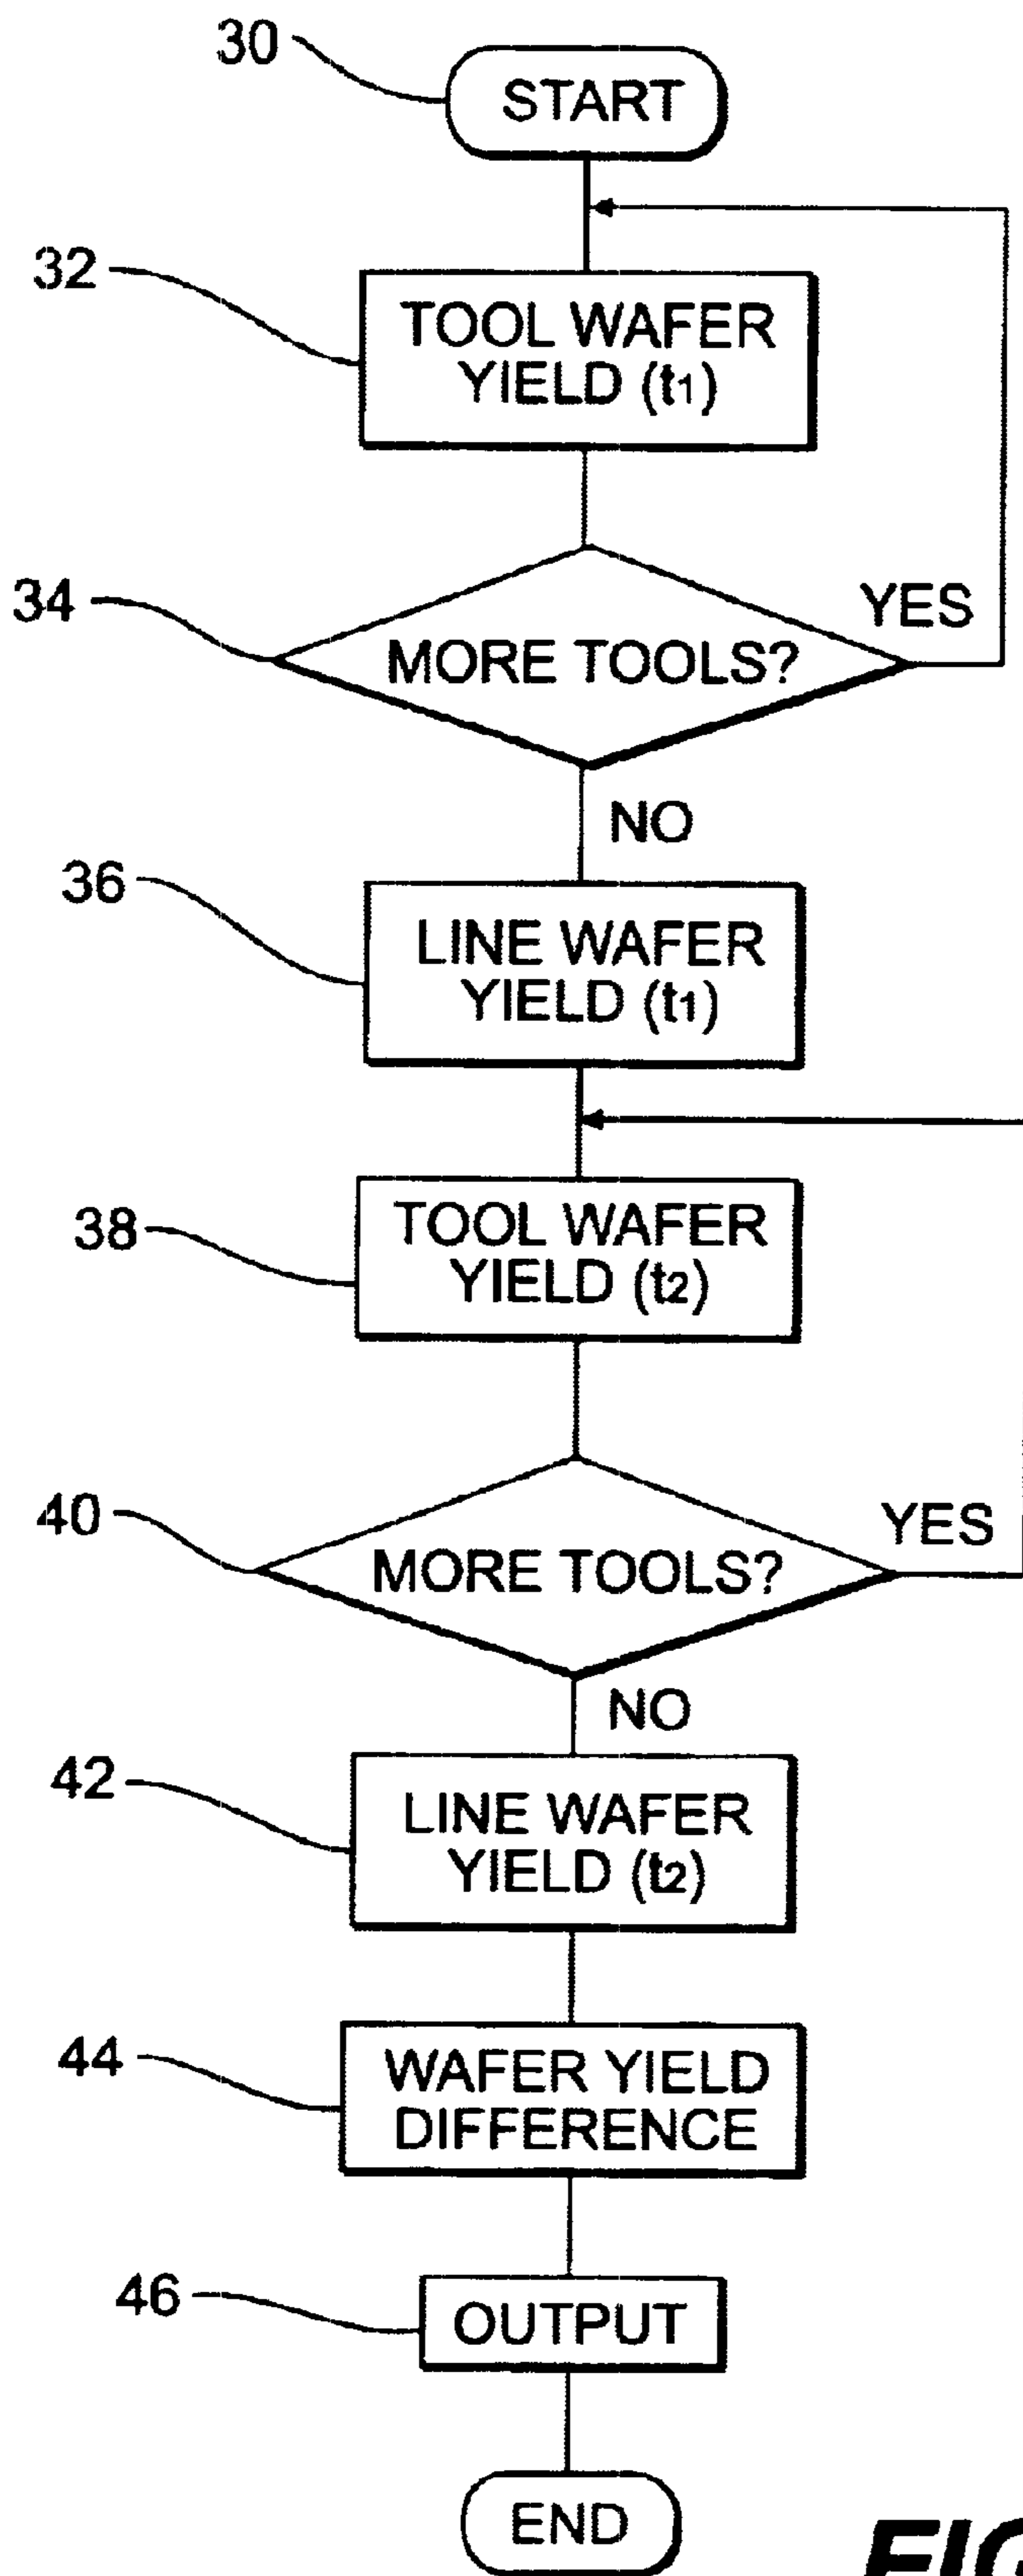 30
START
32
TOOL WAFER
YIELD (t1)
34
MORE TOOLS?
YES
NO
36
LINE WAFER
YIELD (t1)
38
TOOL WAFER
YIELD (t2)
40
MORE TOOLS?
YES
NO
42
LINE WAFER
YIELD (t2)
44
WAFER YIELD
DIFFERENCE
46
OUTPUT
END